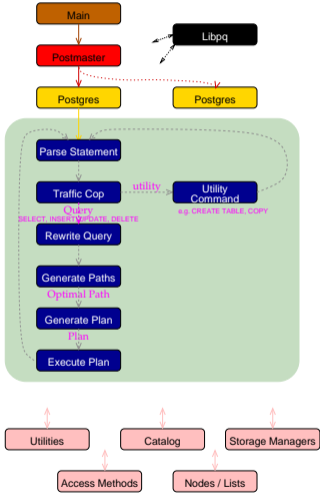 Main
Libpq
Postmaster
Postgres
Postgres
Parse Statement
utility
Traffic Cop
Utility
Command
Query
SELECT, INSERT, UPDATE, DELETE
e.g. CREATE TABLE, COPY
Rewrite Query
Generate Paths
Optimal Path
Generate Plan
Plan
Execute Plan
Utilities
Catalog
Storage Managers
Access Methods
Nodes / Lists